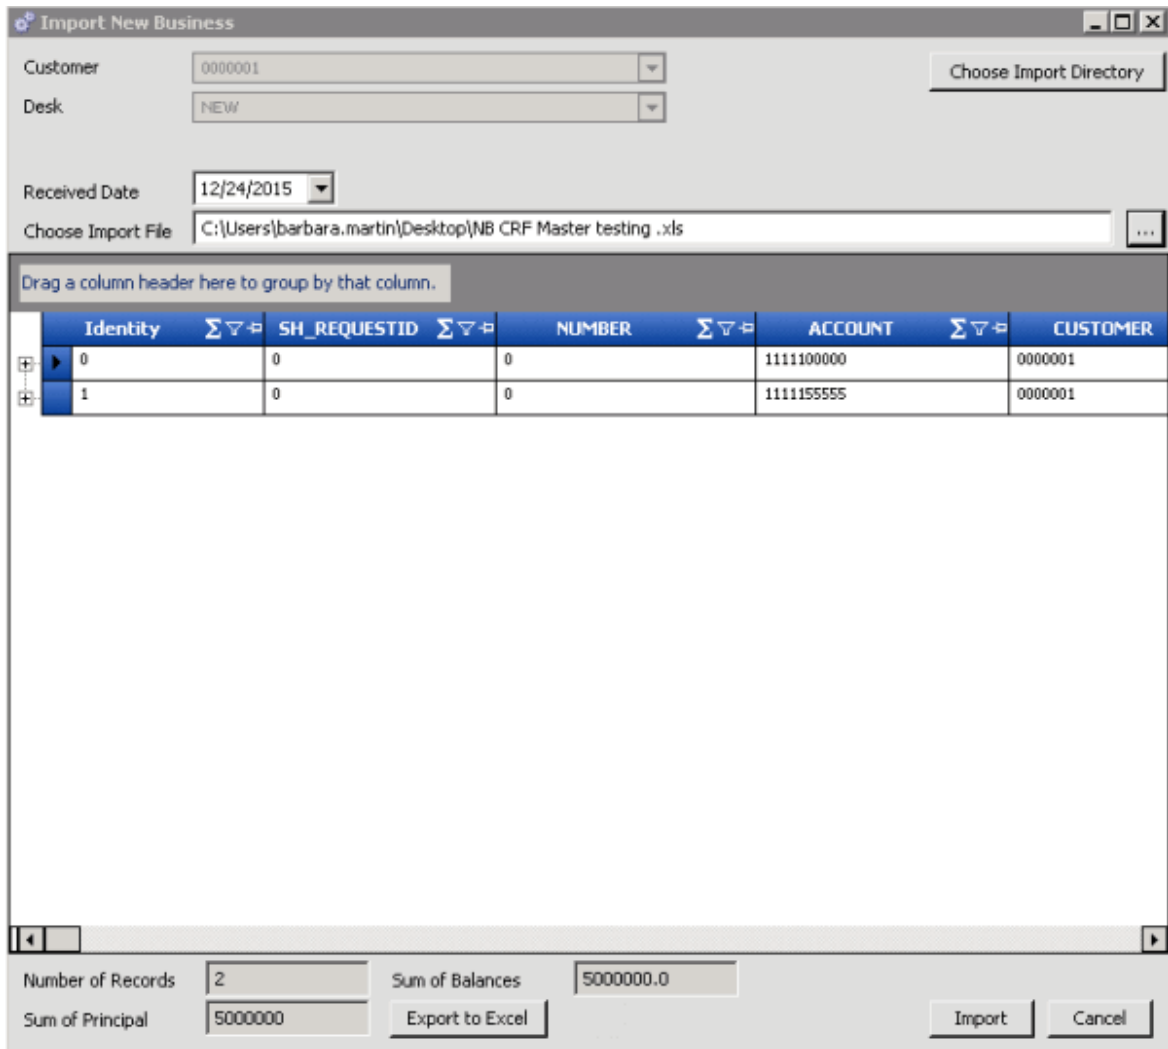 Import New Business
Customer 0000001 Choose Import Directory
Desk NEW
Received Date 12/24/2015
Choose Import File C:\Users\barbara.martin\Desktop\NB CRF Master testing .xls ...
Drag a column header here to group by that column.
Identity SH_REQUESTID NUMBER ACCOUNT CUSTOMER
0 0 0 1111100000 0000001
1 0 0 1111155555 0000001
Number of Records 2 Sum of Balances 5000000.0
Sum of Principal 5000000 Export to Excel Import Cancel